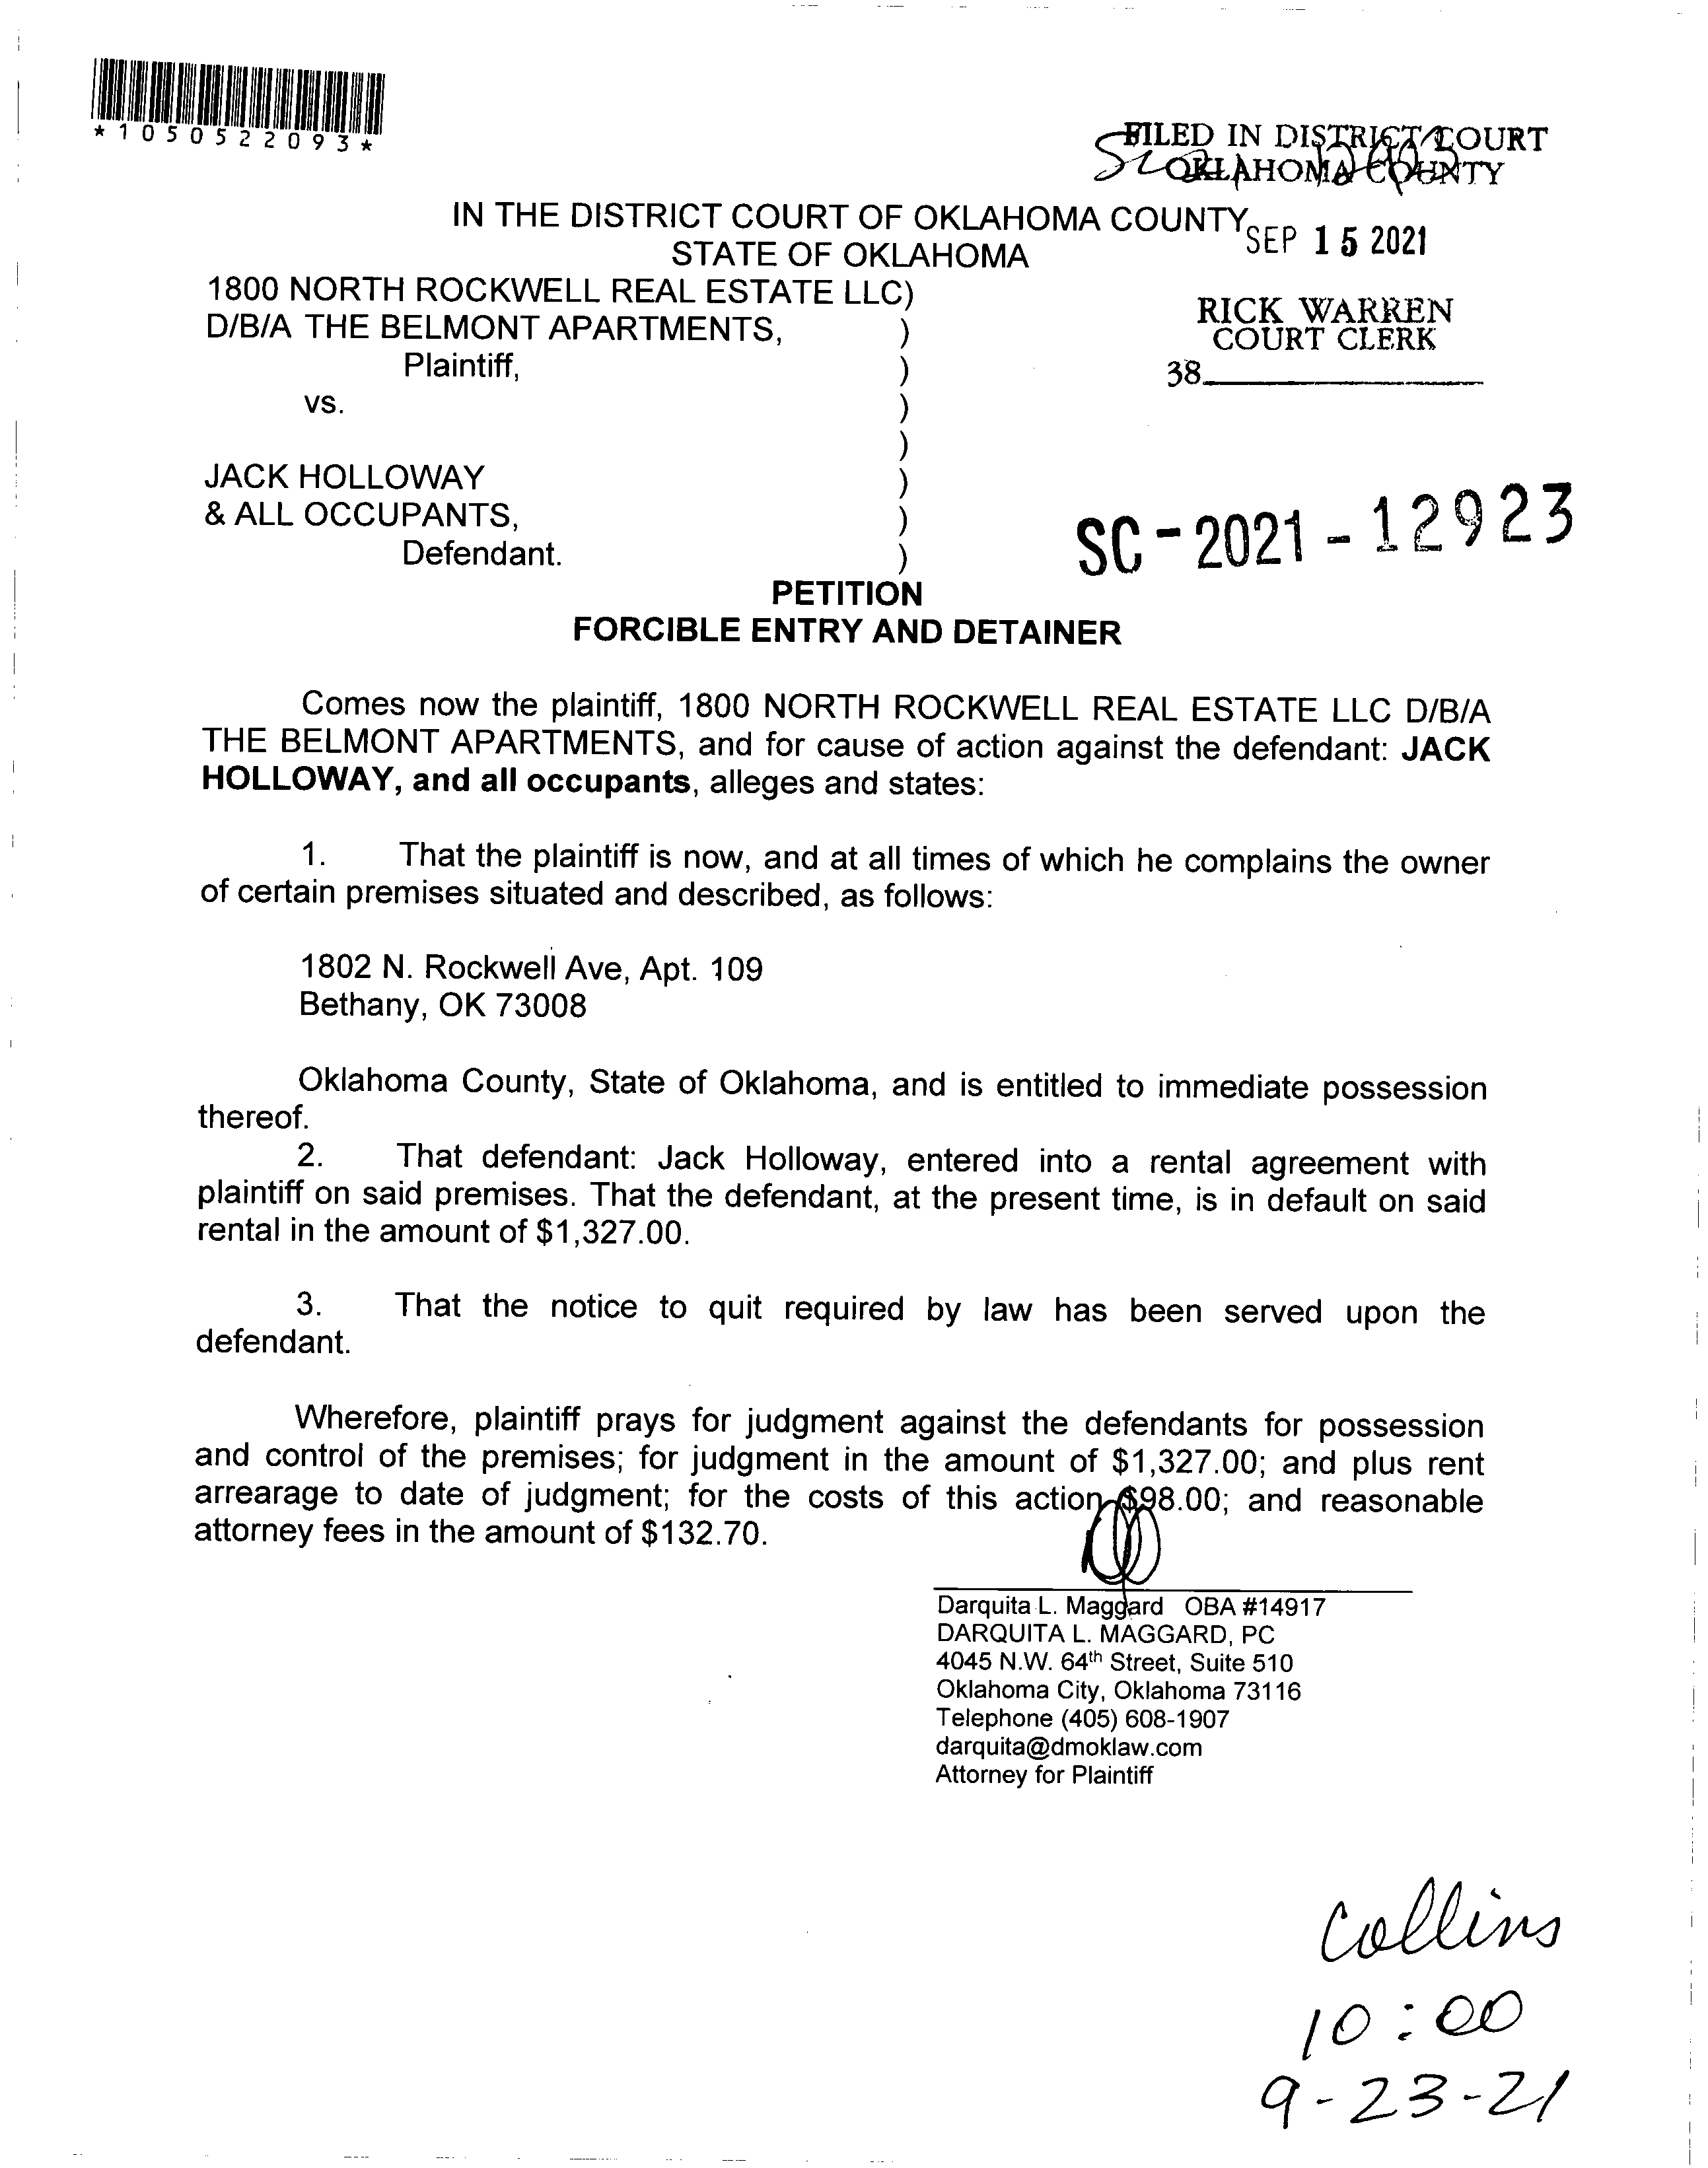 *1050522093*
FILED IN DISTRICT COURT
OKLAHOMA COUNTY
IN THE DISTRICT COURT OF OKLAHOMA COUNTY
STATE OF OKLAHOMA
SEP 15 2021
1800 NORTH ROCKWELL REAL ESTATE LLC)
D/B/A THE BELMONT APARTMENTS, )
Plaintiff, )
RICK WARREN
COURT CLERK
38
vs. )
)
JACK HOLLOWAY )
& ALL OCCUPANTS, )
Defendant. )
SC-2021-12923
PETITION
FORCIBLE ENTRY AND DETAINER
Comes now the plaintiff, 1800 NORTH ROCKWELL REAL ESTATE LLC D/B/A
THE BELMONT APARTMENTS, and for cause of action against the defendant: JACK
HOLLOWAY, and all occupants, alleges and states:
1. That the plaintiff is now, and at all times of which he complains the owner
of certain premises situated and described, as follows:
1802 N. Rockwell Ave, Apt. 109
Bethany, OK 73008
Oklahoma County, State of Oklahoma, and is entitled to immediate possession
thereof.
2. That defendant: Jack Holloway, entered into a rental agreement with
plaintiff on said premises. That the defendant, at the present time, is in default on said
rental in the amount of $1,327.00.
3. That the notice to quit required by law has been served upon the
defendant.
Wherefore, plaintiff prays for judgment against the defendants for possession
and control of the premises; for judgment in the amount of $1,327.00; and plus rent
arrearage to date of judgment; for the costs of this action $98.00; and reasonable
attorney fees in the amount of $132.70.
Darquita L. Maggard OBA #14917
DARQUITA L. MAGGARD, PC
4045 N.W. 64th Street, Suite 510
Oklahoma City, Oklahoma 73116
Telephone (405) 608-1907
darquita@dmoklaw.com
Attorney for Plaintiff
Collins
10:00
9-23-21